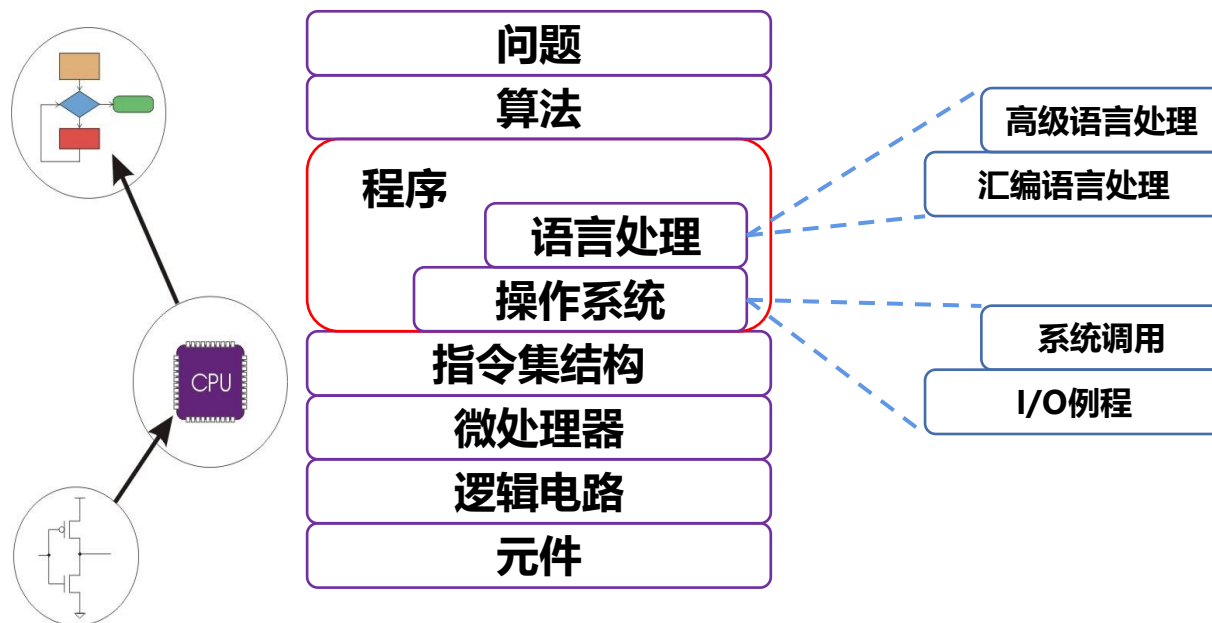 问题
算法
程序
语言处理
操作系统
指令集结构
微处理器
逻辑电路
元件
高级语言处理
汇编语言处理
系统调用
I/O例程
CPU